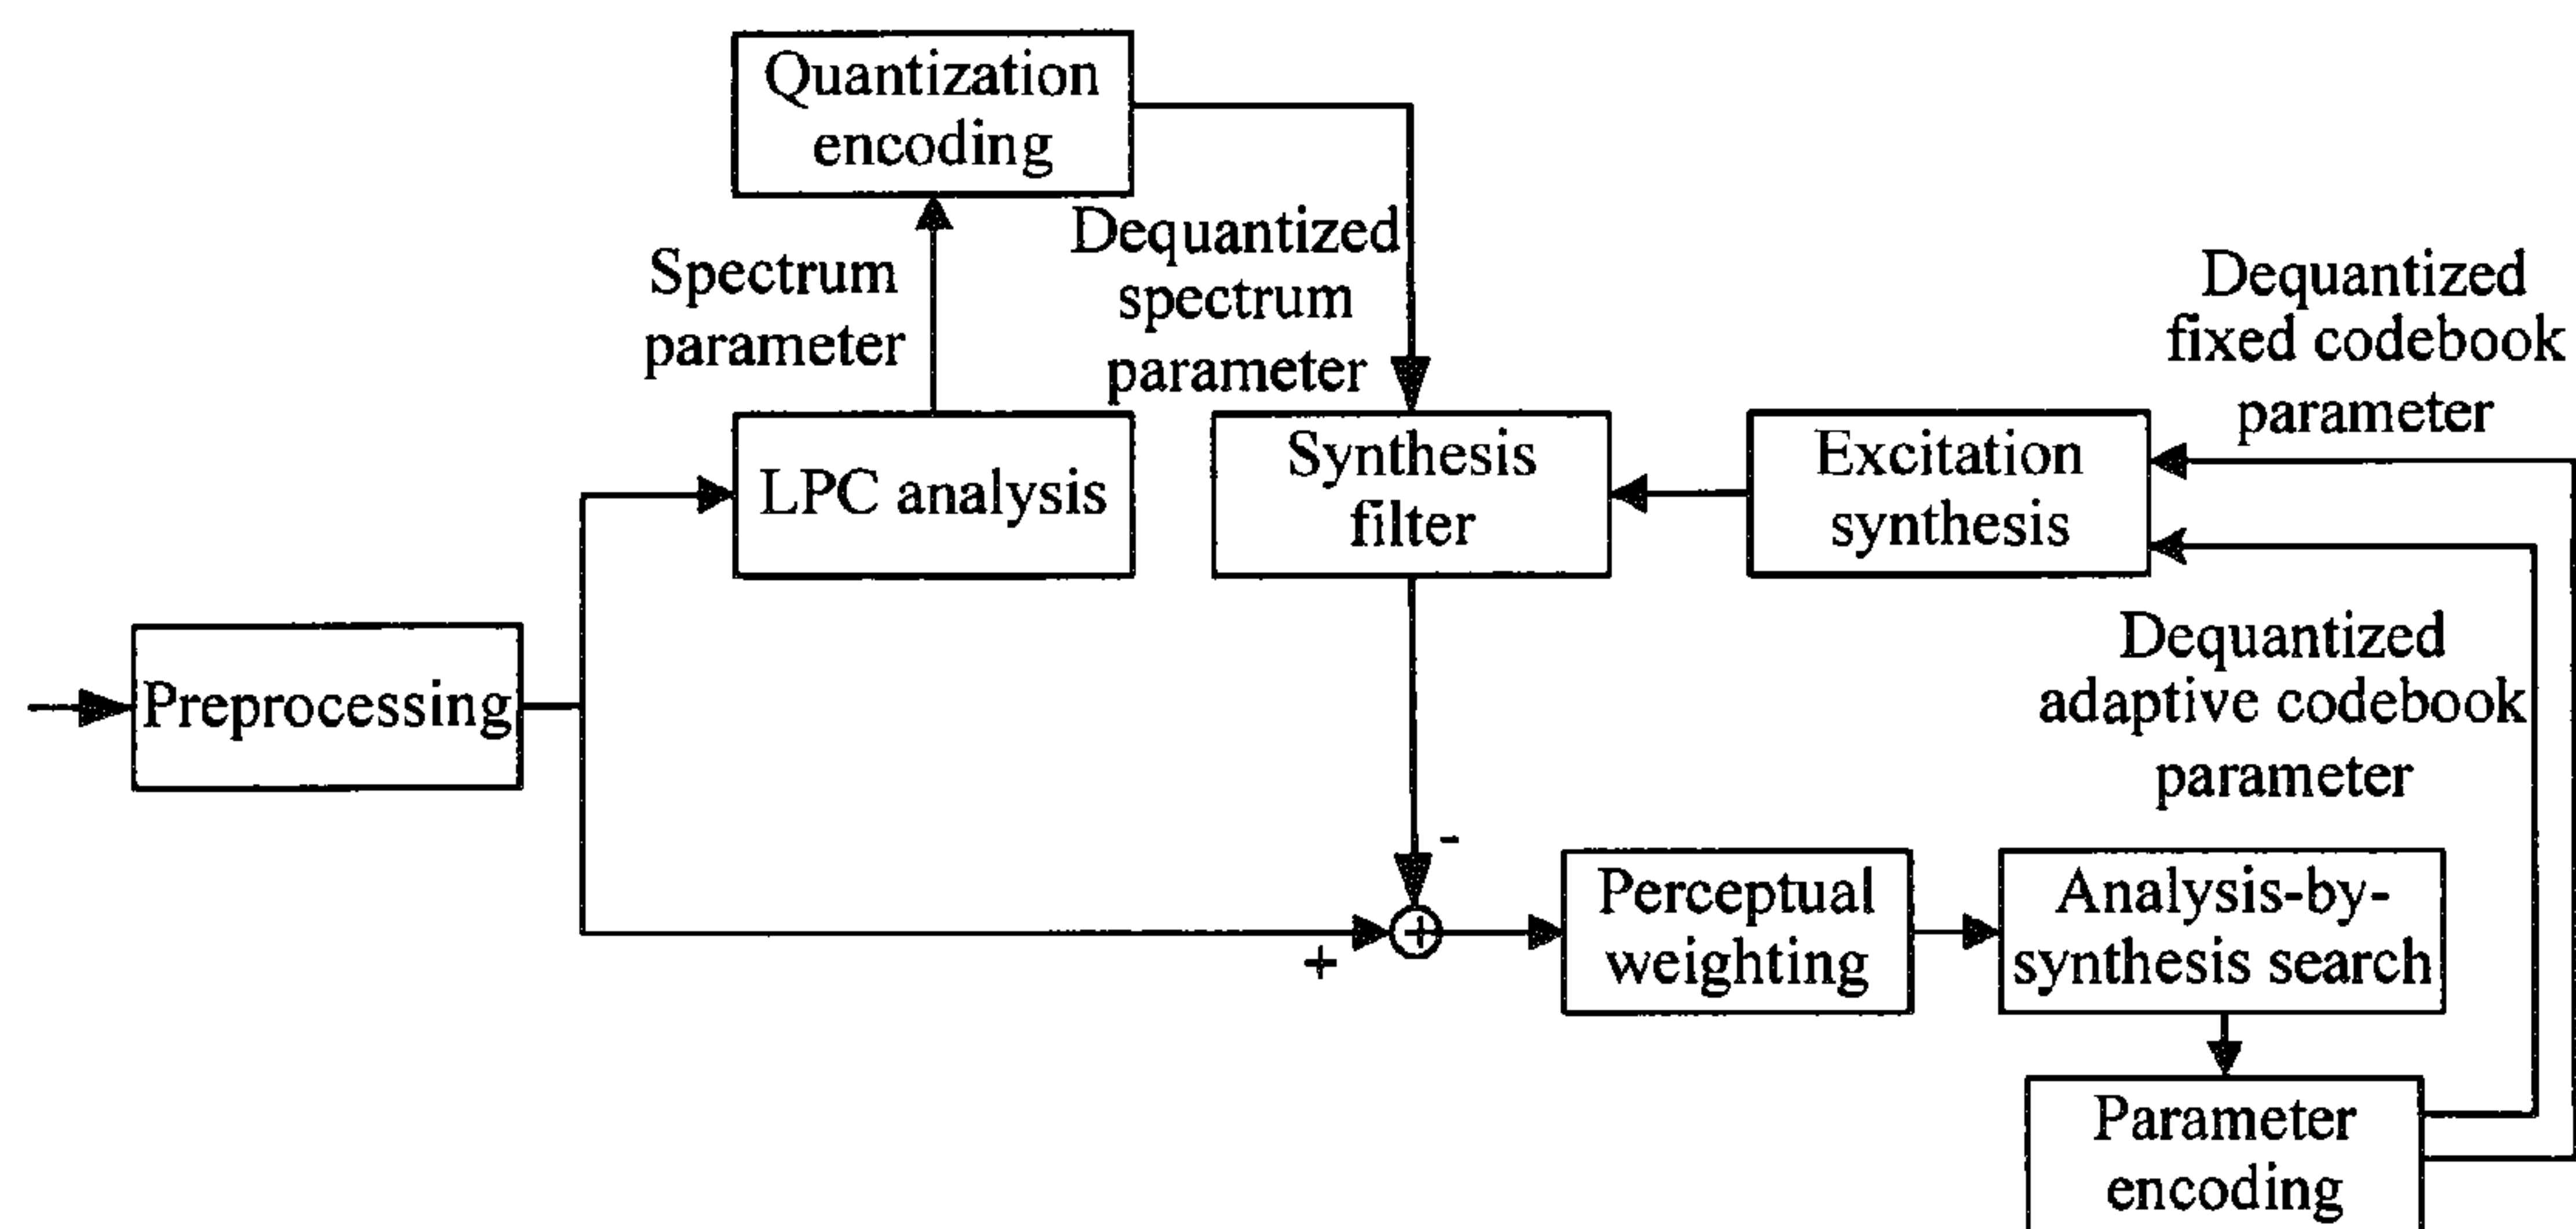 Quantization
encoding
Spectrum
parameter
Dequantized
spectrum
parameter
Dequantized
fixed codebook
parameter
LPC analysis
Synthesis
filter
Excitation
synthesis
Dequantized
adaptive codebook
parameter
Preprocessing
-
+
+
Perceptual
weighting
Analysis-by-
synthesis search
Parameter
encoding